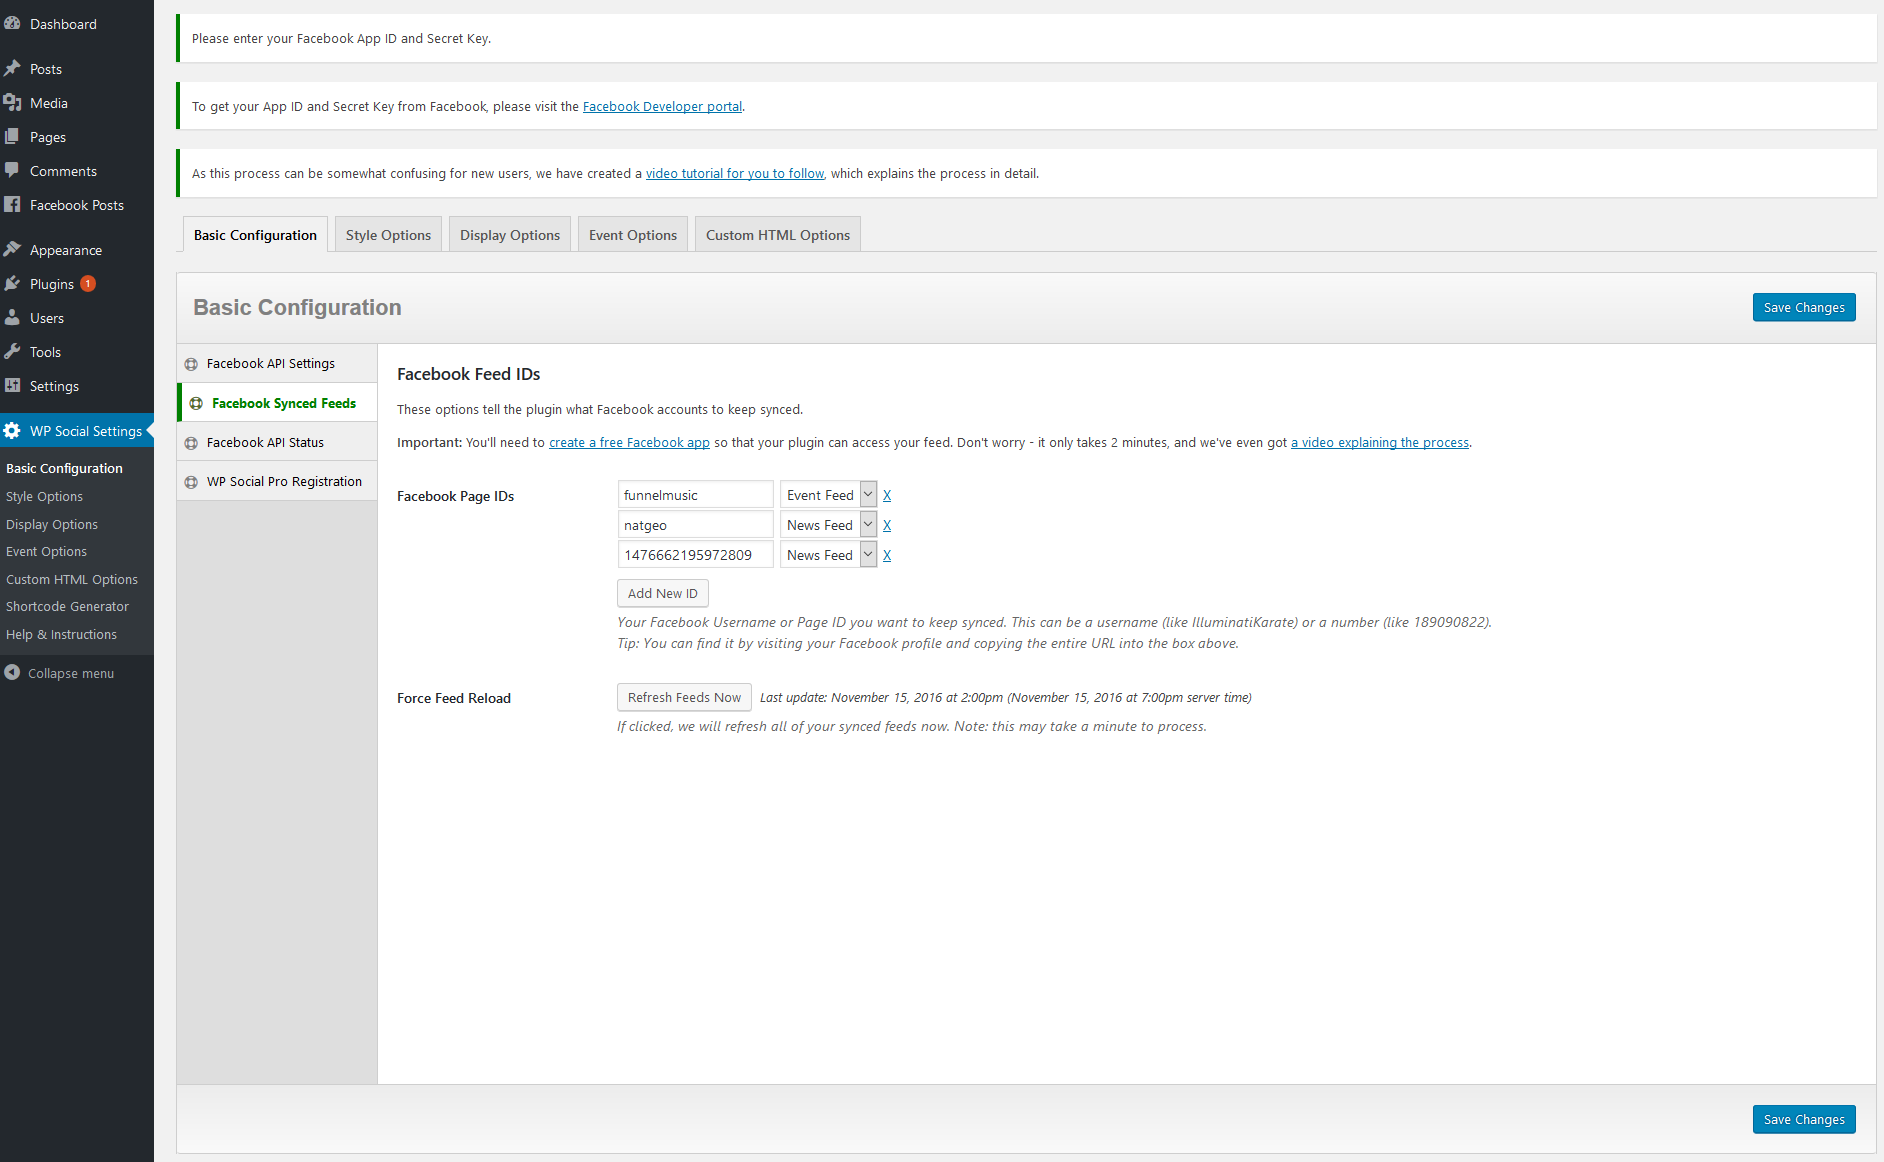 Dashboard
Posts
Media
Pages
Comments
Facebook Posts
Appearance
Plugins 1
Users
Tools
Settings
WP Social Settings
Basic Configuration
Style Options
Display Options
Event Options
Custom HTML Options
Shortcode Generator
Help & Instructions
Collapse menu
Please enter your Facebook App ID and Secret Key.
To get your App ID and Secret Key from Facebook, please visit the Facebook Developer portal.
As this process can be somewhat confusing for new users, we have created a video tutorial for you to follow, which explains the process in detail.
Basic Configuration Style Options Display Options Event Options Custom HTML Options
Basic Configuration Save Changes
Facebook API Settings
Facebook Synced Feeds
Facebook API Status
WP Social Pro Registration
Facebook Feed IDs
These options tell the plugin what Facebook accounts to keep synced.
Important: You'll need to create a free Facebook app so that your plugin can access your feed. Don't worry - it only takes 2 minutes, and we've even got a video explaining the process.
Facebook Page IDs funnelmusic Event Feed X
natgeo News Feed X
1476662195972809 News Feed X
Add New ID
Your Facebook Username or Page ID you want to keep synced. This can be a username (like IlluminatiKarate) or a number (like 189090822).
Tip: You can find it by visiting your Facebook profile and copying the entire URL into the box above.
Force Feed Reload Refresh Feeds Now Last update: November 15, 2016 at 2:00pm (November 15, 2016 at 7:00pm server time)
If clicked, we will refresh all of your synced feeds now. Note: this may take a minute to process.
Save Changes